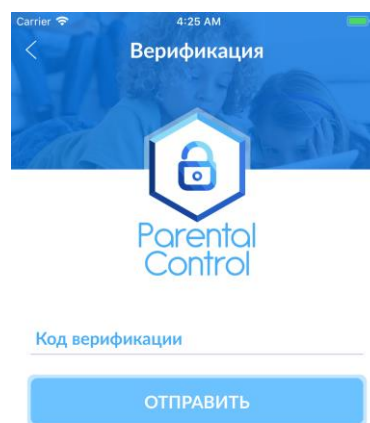 Carrier 4:25 AM
Верификация
Parental
Control
Код верификации
ОТПРАВИТЬ